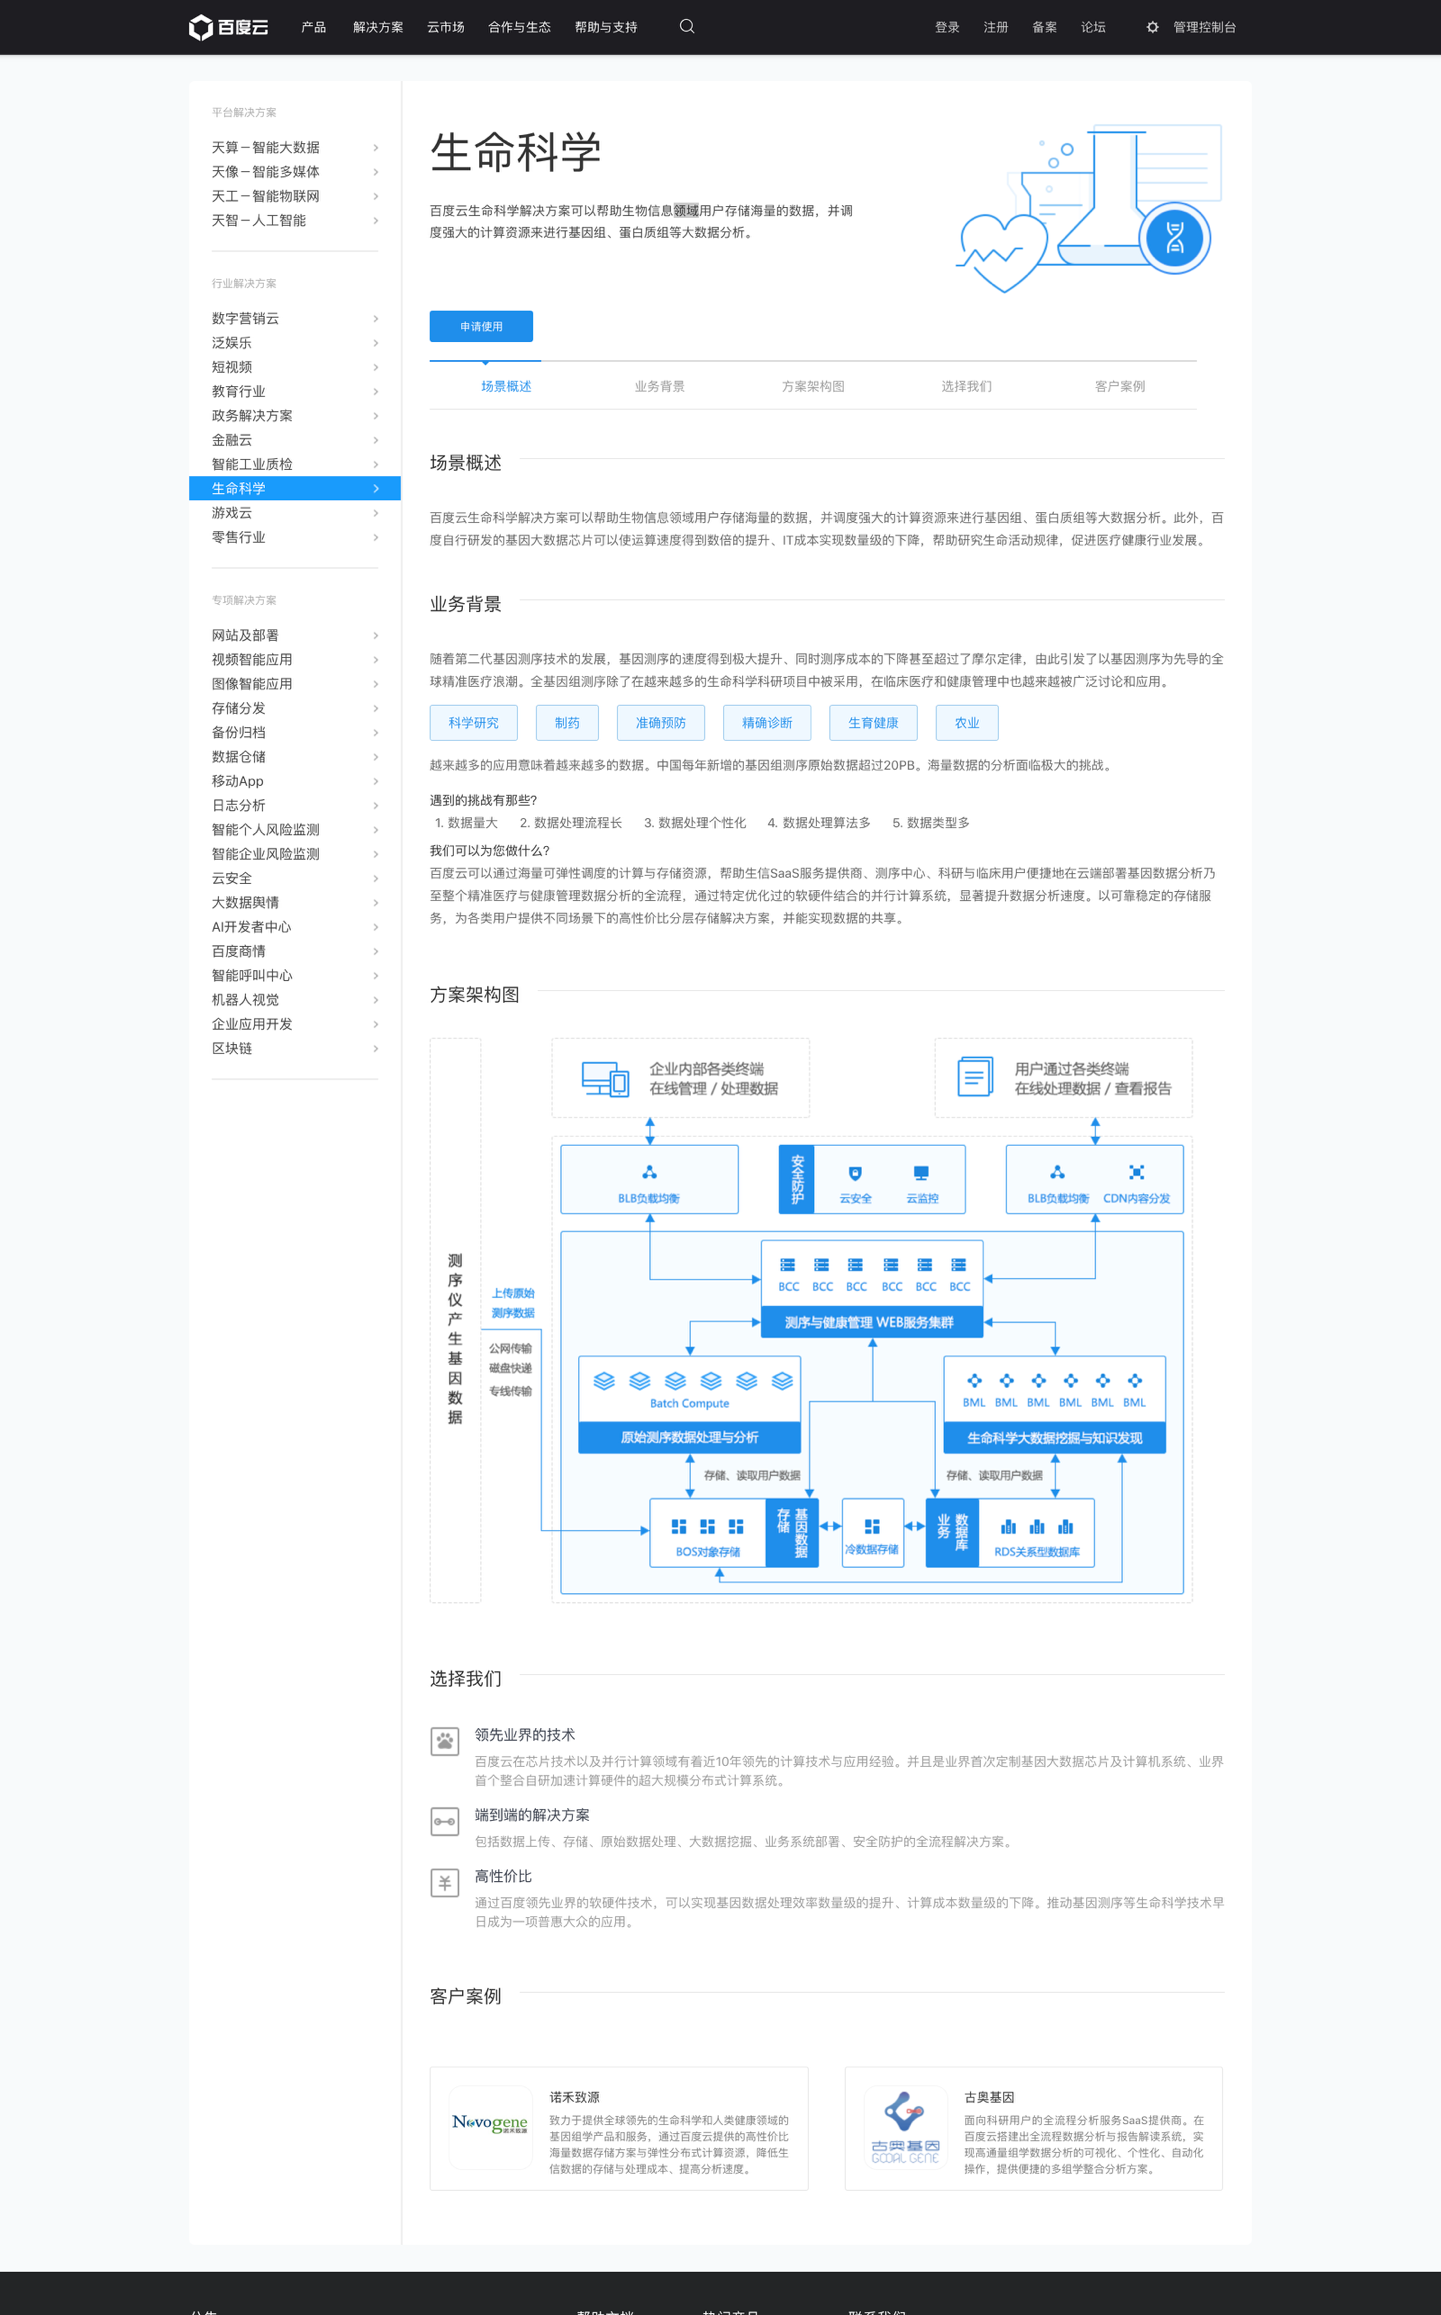 百度云
产品 解决方案 云市场 合作与生态 帮助与支持
登录 注册 备案 论坛 管理控制台
平台解决方案
天算－智能大数据
天像－智能多媒体
天工－智能物联网
天智－人工智能
行业解决方案
数字营销云
泛娱乐
短视频
教育行业
政务解决方案
金融云
智能工业质检
生命科学
游戏云
零售行业
专项解决方案
网站及部署
视频智能应用
图像智能应用
存储分发
备份归档
数据仓储
移动App
日志分析
智能个人风险监测
智能企业风险监测
云安全
大数据舆情
AI开发者中心
百度商情
智能呼叫中心
机器人视觉
企业应用开发
区块链
生命科学
百度云生命科学解决方案可以帮助生物信息领域用户存储海量的数据，并调
度强大的计算资源来进行基因组、蛋白质组等大数据分析。
申请使用
场景概述 业务背景 方案架构图 选择我们 客户案例
场景概述
百度云生命科学解决方案可以帮助生物信息领域用户存储海量的数据，并调度强大的计算资源来进行基因组、蛋白质组等大数据分析。此外，百
度自行研发的基因大数据芯片可以使运算速度得到数倍的提升、IT成本实现数量级的下降，帮助研究生命活动规律，促进医疗健康行业发展。
业务背景
随着第二代基因测序技术的发展，基因测序的速度得到极大提升、同时测序成本的下降甚至超过了摩尔定律，由此引发了以基因测序为先导的全
球精准医疗浪潮。全基因组测序除了在越来越多的生命科学科研项目中被采用，在临床医疗和健康管理中也越来越被广泛讨论和应用。
科学研究 制药 准确预防 精确诊断 生育健康 农业
越来越多的应用意味着越来越多的数据。中国每年新增的基因组测序原始数据超过20PB。海量数据的分析面临极大的挑战。
遇到的挑战有那些?
1. 数据量大 2. 数据处理流程长 3. 数据处理个性化 4. 数据处理算法多 5. 数据类型多
我们可以为您做什么?
百度云可以通过海量可弹性调度的计算与存储资源，帮助生信SaaS服务提供商、测序中心、科研与临床用户便捷地在云端部署基因数据分析乃
至整个精准医疗与健康管理数据分析的全流程，通过特定优化过的软硬件结合的并行计算系统，显著提升数据分析速度。以可靠稳定的存储服
务，为各类用户提供不同场景下的高性价比分层存储解决方案，并能实现数据的共享。
方案架构图
企业内部各类终端
在线管理 / 处理数据
用户通过各类终端
在线处理数据 / 查看报告
BLB负载均衡
安全防护
云安全 云监控
BLB负载均衡 CDN内容分发
测序仪产生基因数据
上传原始
测序数据
公网传输
磁盘快递
专线传输
BCC BCC BCC BCC BCC BCC
测序与健康管理 WEB服务集群
Batch Compute
原始测序数据处理与分析
BML BML BML BML BML BML
生命科学大数据挖掘与知识发现
存储、读取用户数据
存储、读取用户数据
BOS对象存储
基因数据
存储
冷数据存储
业务
数据库
RDS关系型数据库
选择我们
领先业界的技术
百度云在芯片技术以及并行计算领域有着近10年领先的计算技术与应用经验。并且是业界首次定制基因大数据芯片及计算机系统、业界
首个整合自研加速计算硬件的超大规模分布式计算系统。
端到端的解决方案
包括数据上传、存储、原始数据处理、大数据挖掘、业务系统部署、安全防护的全流程解决方案。
高性价比
通过百度领先业界的软硬件技术，可以实现基因数据处理效率数量级的提升、计算成本数量级的下降。推动基因测序等生命科学技术早
日成为一项普惠大众的应用。
客户案例
Novogene
诺禾致源
诺禾致源
致力于提供全球领先的生命科学和人类健康领域的
基因组学产品和服务，通过百度云提供的高性价比
海量数据存储方案与弹性分布式计算资源，降低生
信数据的存储与处理成本、提高分析速度。
古奥基因
GOOAL GENE
古奥基因
面向科研用户的全流程分析服务SaaS提供商。在
百度云搭建出全流程数据分析与报告解读系统，实
现高通量组学数据分析的可视化、个性化、自动化
操作，提供便捷的多组学整合分析方案。